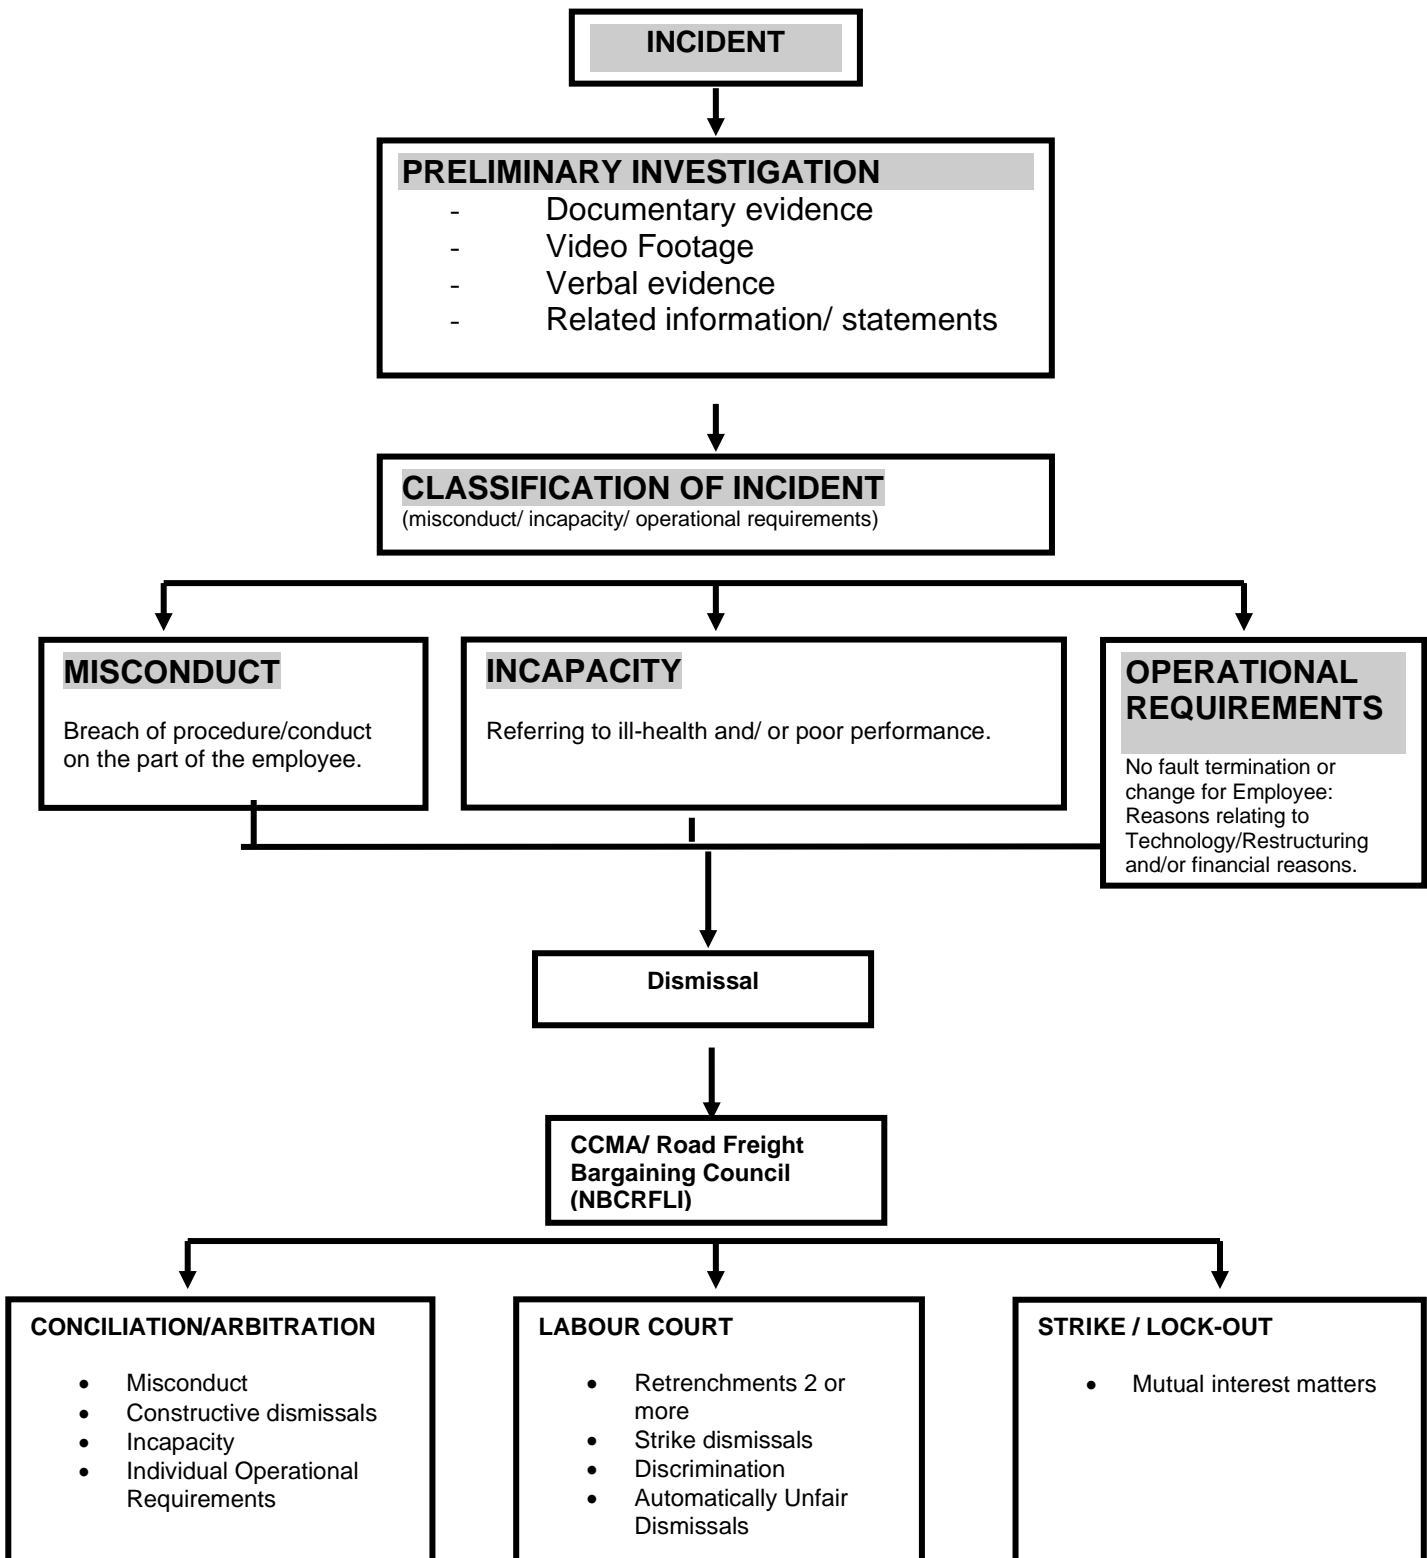 INCIDENT
PRELIMINARY INVESTIGATION
- Documentary evidence
- Video Footage
- Verbal evidence
- Related information/ statements
CLASSIFICATION OF INCIDENT
(misconduct/ incapacity/ operational requirements)
MISCONDUCT
Breach of procedure/conduct
on the part of the employee.
INCAPACITY
Referring to ill-health and/ or poor performance.
OPERATIONAL
REQUIREMENTS
No fault termination or
change for Employee:
Reasons relating to
Technology/Restructuring
and/or financial reasons.
Dismissal
CCMA/ Road Freight
Bargaining Council
(NBCRFLI)
CONCILIATION/ARBITRATION
• Misconduct
• Constructive dismissals
• Incapacity
• Individual Operational
Requirements
LABOUR COURT
• Retrenchments 2 or
more
• Strike dismissals
• Discrimination
• Automatically Unfair
Dismissals
STRIKE / LOCK-OUT
• Mutual interest matters